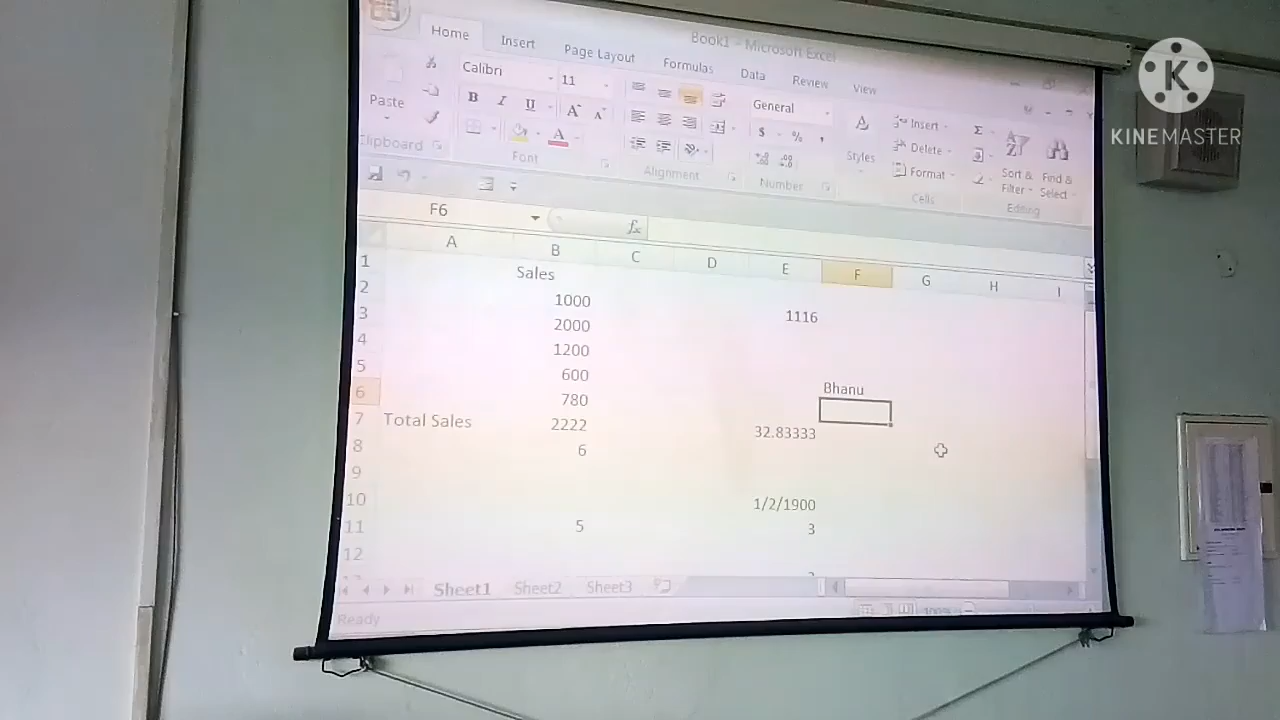 Book1 - Microsoft Excel
Home Insert Page Layout Formulas Data Review View
Calibri 11 General
Paste B I U A A $ % , Styles Insert Delete Format Sort & Filter Find & Select
Clipboard Font Alignment Number Cells Editing
F6 fx
A B C D E F G H I
1 Sales
2 1000
3 2000 1116
4 1200
5 600
6 780 Bhanu
7 Total Sales 2222 32.83333
8 6
9
10 1/2/1900
11 5 3
12
Sheet1 Sheet2 Sheet3
Ready 100%
K
KINEMASTER